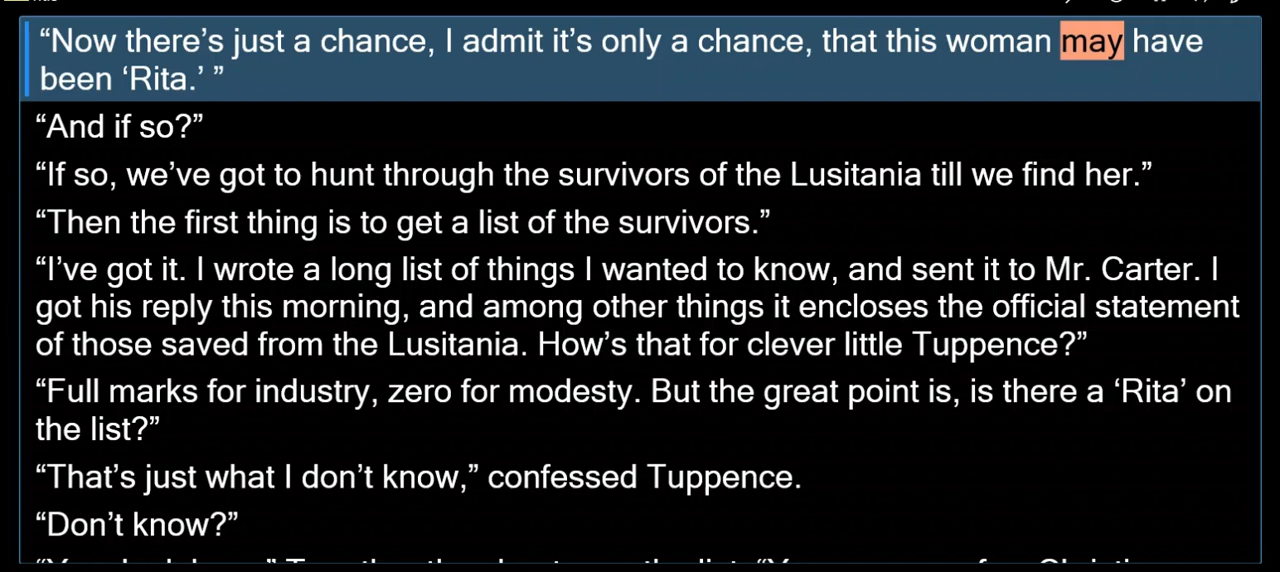 “Now there’s just a chance, I admit it’s only a chance, that this woman may have
been ‘Rita.’ ”
“And if so?”
“If so, we’ve got to hunt through the survivors of the Lusitania till we find her.”
“Then the first thing is to get a list of the survivors.”
“I’ve got it. I wrote a long list of things I wanted to know, and sent it to Mr. Carter. I
got his reply this morning, and among other things it encloses the official statement
of those saved from the Lusitania. How’s that for clever little Tuppence?”
“Full marks for industry, zero for modesty. But the great point is, is there a ‘Rita’ on
the list?”
“That’s just what I don’t know,” confessed Tuppence.
“Don’t know?”